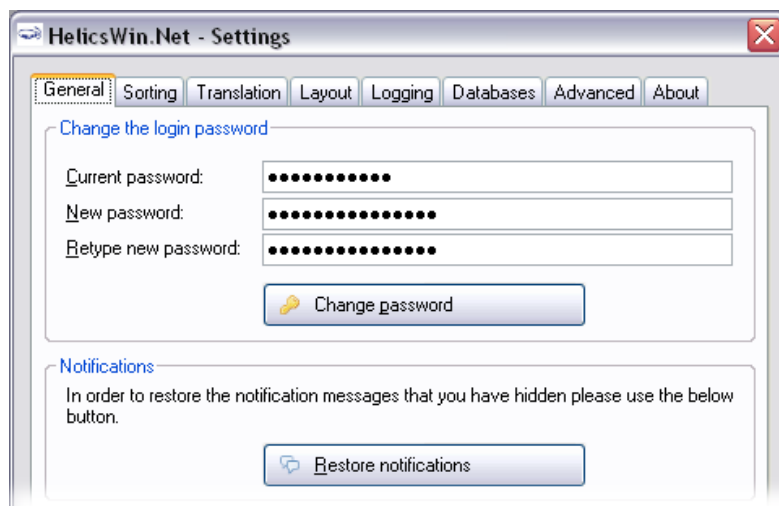 HelicsWin.Net - Settings
General Sorting Translation Layout Logging Databases Advanced About
Change the login password
Current password: ●●●●●●●●●●●
New password: ●●●●●●●●●●●●●●●
Retype new password: ●●●●●●●●●●●●●●●
Change password
Notifications
In order to restore the notification messages that you have hidden please use the below
button.
Restore notifications